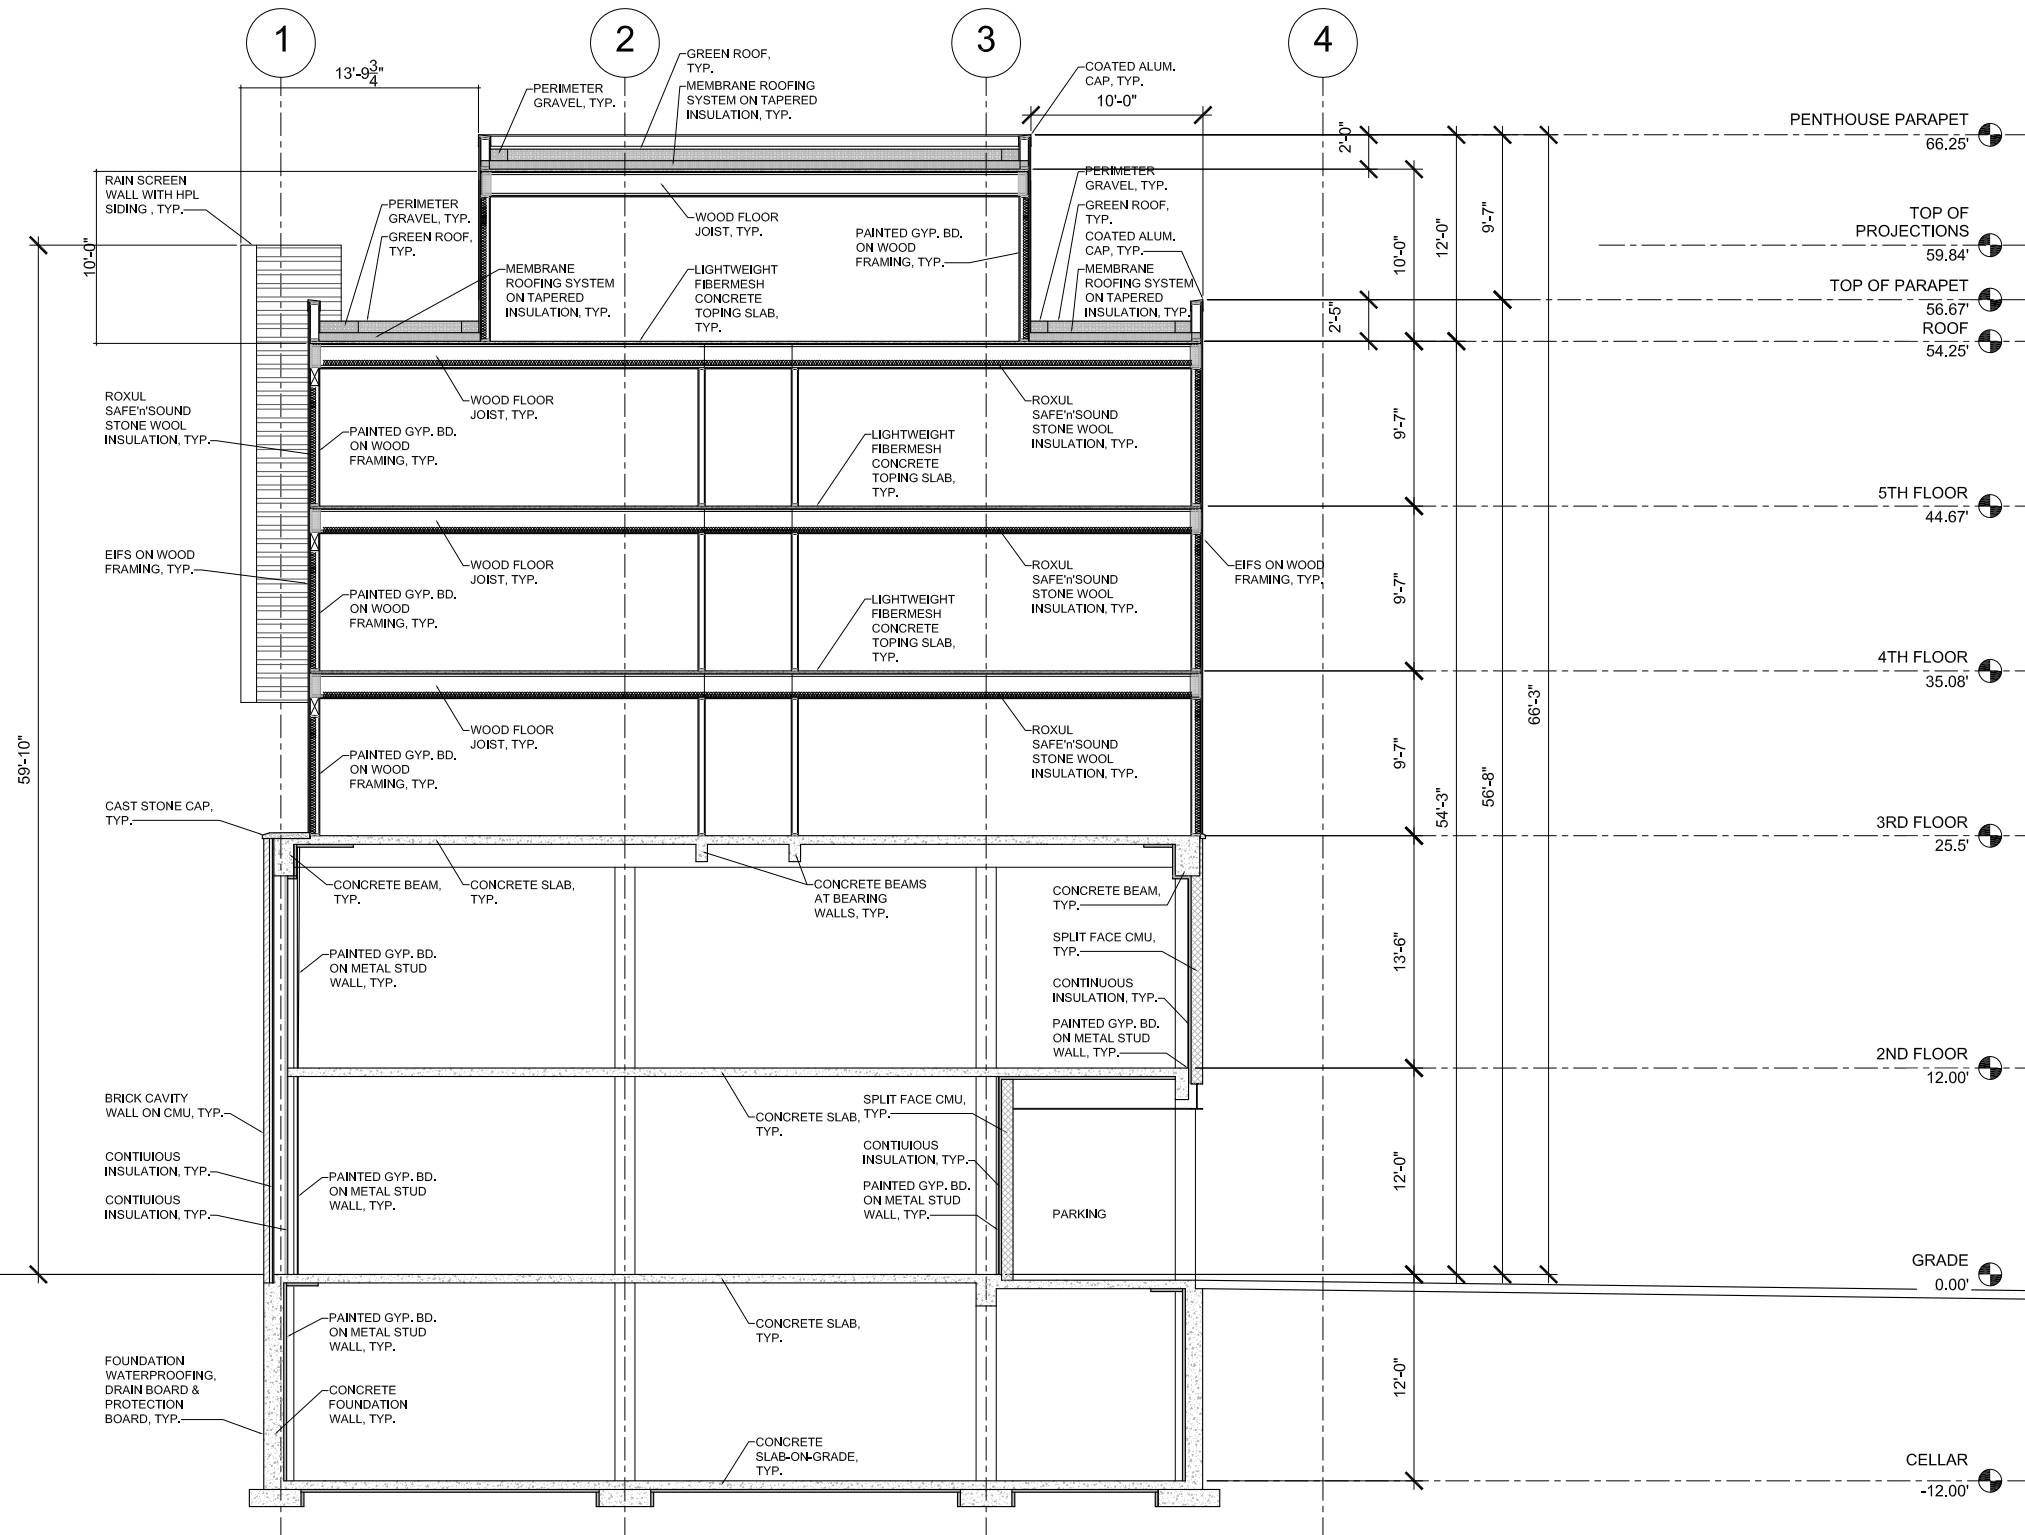 1
2
3
4
13'-9 3/4"
GREEN ROOF,
TYP.
MEMBRANE ROOFING
SYSTEM ON TAPERED
INSULATION, TYP.
PERIMETER
GRAVEL, TYP.
COATED ALUM.
CAP, TYP.
10'-0"
PENTHOUSE PARAPET
66.25'
2'-0"
RAIN SCREEN
WALL WITH HPL
SIDING , TYP.
PERIMETER
GRAVEL, TYP.
GREEN ROOF,
TYP.
WOOD FLOOR
JOIST, TYP.
PAINTED GYP. BD.
ON WOOD
FRAMING, TYP.
PERIMETER
GRAVEL, TYP.
GREEN ROOF,
TYP.
COATED ALUM.
CAP, TYP.
MEMBRANE
ROOFING SYSTEM
ON TAPERED
INSULATION, TYP.
10'-0"
12'-0"
9'-7"
TOP OF
PROJECTIONS
59.84'
10'-0"
MEMBRANE
ROOFING SYSTEM
ON TAPERED
INSULATION, TYP.
LIGHTWEIGHT
FIBERMESH
CONCRETE
TOPING SLAB,
TYP.
TOP OF PARAPET
56.67'
2'-5"
ROOF
54.25'
ROXUL
SAFE'n'SOUND
STONE WOOL
INSULATION, TYP.
WOOD FLOOR
JOIST, TYP.
PAINTED GYP. BD.
ON WOOD
FRAMING, TYP.
LIGHTWEIGHT
FIBERMESH
CONCRETE
TOPING SLAB,
TYP.
ROXUL
SAFE'n'SOUND
STONE WOOL
INSULATION, TYP.
9'-7"
5TH FLOOR
44.67'
EIFS ON WOOD
FRAMING, TYP.
WOOD FLOOR
JOIST, TYP.
PAINTED GYP. BD.
ON WOOD
FRAMING, TYP.
LIGHTWEIGHT
FIBERMESH
CONCRETE
TOPING SLAB,
TYP.
ROXUL
SAFE'n'SOUND
STONE WOOL
INSULATION, TYP.
EIFS ON WOOD
FRAMING, TYP.
9'-7"
4TH FLOOR
35.08'
59'-10"
WOOD FLOOR
JOIST, TYP.
PAINTED GYP. BD.
ON WOOD
FRAMING, TYP.
ROXUL
SAFE'n'SOUND
STONE WOOL
INSULATION, TYP.
9'-7"
54'-3"
56'-8"
66'-3"
CAST STONE CAP,
TYP.
3RD FLOOR
25.5'
CONCRETE BEAM,
TYP.
CONCRETE SLAB,
TYP.
CONCRETE BEAMS
AT BEARING
WALLS, TYP.
CONCRETE BEAM,
TYP.
SPLIT FACE CMU,
TYP.
PAINTED GYP. BD.
ON METAL STUD
WALL, TYP.
CONTINUOUS
INSULATION, TYP.
PAINTED GYP. BD.
ON METAL STUD
WALL, TYP.
13'-6"
2ND FLOOR
12.00'
BRICK CAVITY
WALL ON CMU, TYP.
CONTIUIOUS
INSULATION, TYP.
CONTIUIOUS
INSULATION, TYP.
PAINTED GYP. BD.
ON METAL STUD
WALL, TYP.
CONCRETE SLAB,
TYP.
SPLIT FACE CMU,
TYP.
CONTIUIOUS
INSULATION, TYP.
PAINTED GYP. BD.
ON METAL STUD
WALL, TYP.
PARKING
12'-0"
GRADE
0.00'
PAINTED GYP. BD.
ON METAL STUD
WALL, TYP.
CONCRETE SLAB,
TYP.
FOUNDATION
WATERPROOFING,
DRAIN BOARD &
PROTECTION
BOARD, TYP.
CONCRETE
FOUNDATION
WALL, TYP.
CONCRETE
SLAB-ON-GRADE,
TYP.
12'-0"
CELLAR
-12.00'